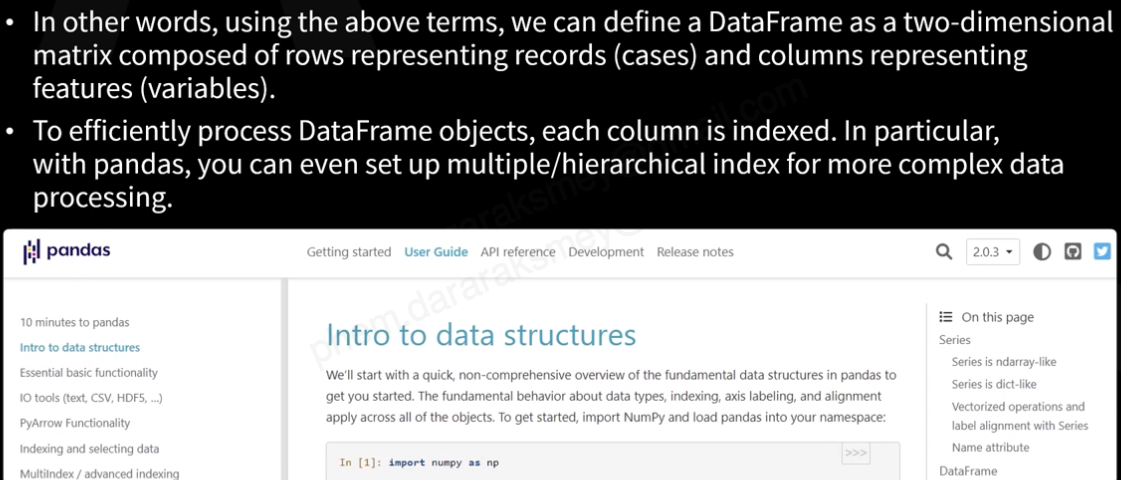 • In other words, using the above terms, we can define a DataFrame as a two-dimensional
matrix composed of rows representing records (cases) and columns representing
features (variables).
• To efficiently process DataFrame objects, each column is indexed. In particular,
with pandas, you can even set up multiple/hierarchical index for more complex data
processing.
pandas
Getting started User Guide API reference Development Release notes
2.0.3
10 minutes to pandas
Intro to data structures
Essential basic functionality
IO tools (text, CSV, HDF5, ...)
PyArrow Functionality
Indexing and selecting data
MultiIndex / advanced indexing
Intro to data structures
We'll start with a quick, non-comprehensive overview of the fundamental data structures in pandas to
get you started. The fundamental behavior about data types, indexing, axis labeling, and alignment
apply across all of the objects. To get started, import NumPy and load pandas into your namespace:
>>>
In [1]: import numpy as np
On this page
Series
Series is ndarray-like
Series is dict-like
Vectorized operations and
label alignment with Series
Name attribute
DataFrame